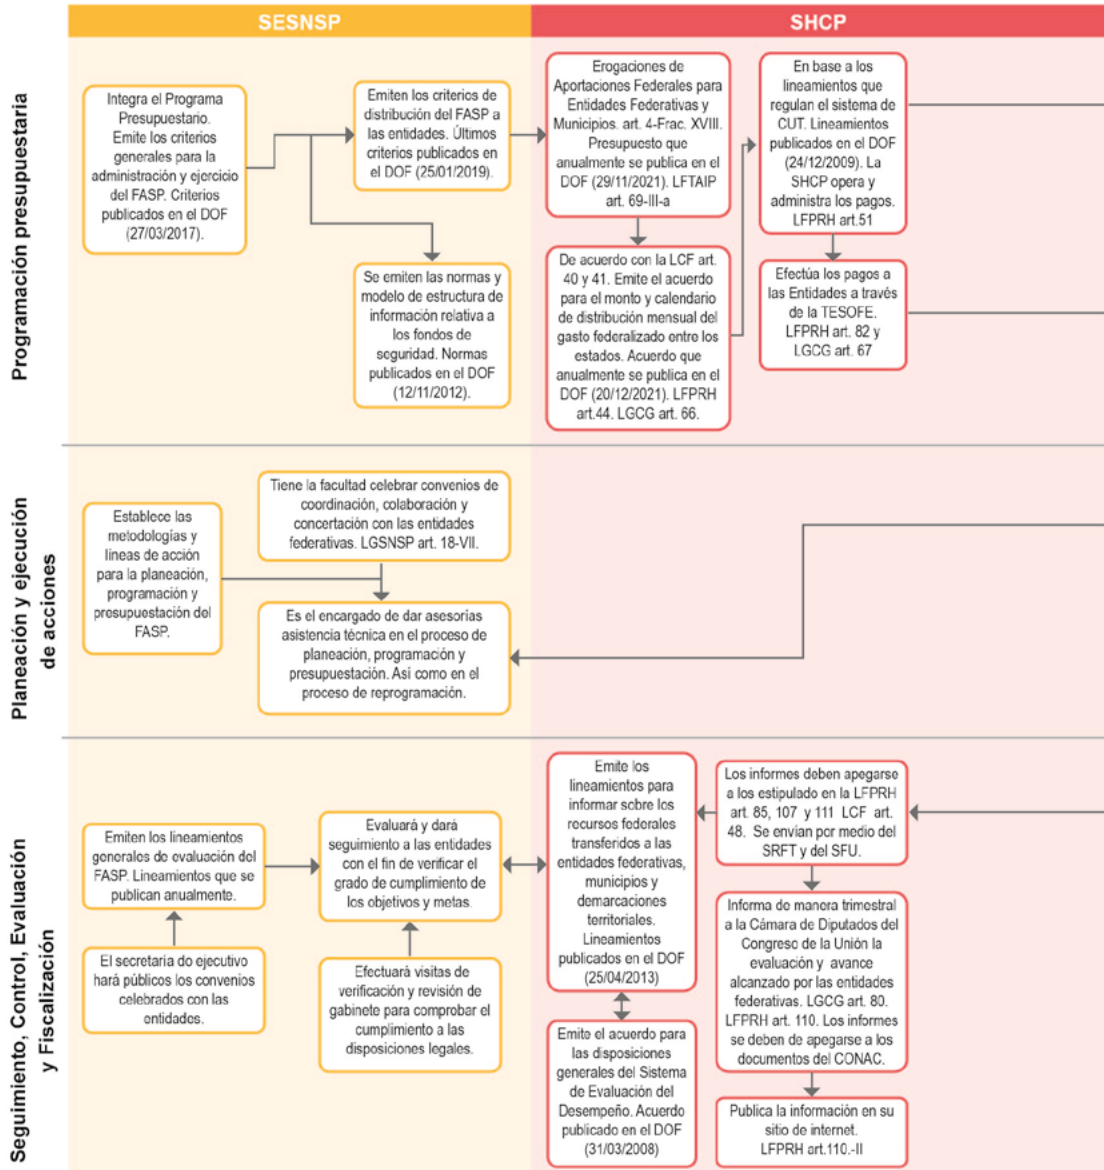 SESNSP
SHCP
Programación presupuestaria
Integra el Programa
Presupuestario.
Emite los criterios
generales para la
administración y ejercicio
del FASP. Criterios
publicados en el DOF
(27/03/2017).
Emiten los criterios de
distribución del FASP a
las entidades. Últimos
criterios publicados en
el DOF (25/01/2019).
Se emiten las normas y
modelo de estructura de
información relativa a
los fondos de
seguridad. Normas
publicados en el DOF
(12/11/2012).
Erogaciones de
Aportaciones Federales para
Entidades Federativas y
Municipios. art. 4-Frac. XVIII.
Presupuesto que
anualmente se publica en el
DOF (29/11/2021). LFTAIP
art. 69-III-a
De acuerdo con la LCF art.
40 y 41. Emite el acuerdo
para el monto y calendario
de distribución mensual del
gasto federalizado entre los
estados. Acuerdo que
anualmente se publica en el
DOF (20/12/2021). LFPRH
art.44. LGCG art. 66.
En base a los
lineamientos que
regulan el sistema de
CUT. Lineamientos
publicados en el DOF
(24/12/2009). La
SHCP opera y
administra los pagos.
LFPRH art.51
Efectúa los pagos a
las Entidades a través
de la TESOFE.
LFPRH art. 82 y
LGCG art. 67
Planeación y ejecución
de acciones
Establece las
metodologías y
líneas de acción
para la planeación,
programación y
presupuestación del
FASP.
Tiene la facultad celebrar convenios de
coordinación, colaboración y
concertación con las entidades
federativas. LGSNSP art. 18-VII.
Es el encargado de dar asesorías
asistencia técnica en el proceso de
planeación, programación y
presupuestación. Así como en el
proceso de reprogramación.
Seguimiento, Control, Evaluación
y Fiscalización
Emiten los lineamientos
generales de evaluación del
FASP. Lineamientos que se
publican anualmente.
El secretaria do ejecutivo
hará públicos los convenios
celebrados con las
entidades.
Evaluará y dará
seguimiento a las entidades
con el fin de verificar el
grado de cumplimiento de
los objetivos y metas.
Efectuará visitas de
verificación y revisión de
gabinete para comprobar el
cumplimiento a las
disposiciones legales.
Emite los
lineamientos para
informar sobre los
recursos federales
transferidos a las
entidades federativas,
municipios y
demarcaciones
territoriales.
Lineamientos
publicados en el DOF
(25/04/2013)
Emite el acuerdo para
las disposiciones
generales del Sistema
de Evaluación del
Desempeño. Acuerdo
publicado en el DOF
(31/03/2008)
Los informes deben apegarse
a los estipulado en la LFPRH
art. 85, 107 y 111 LCF art.
48. Se envían por medio del
SRFT y del SFU.
Informa de manera trimestral
a la Cámara de Diputados del
Congreso de la Unión la
evaluación y avance
alcanzado por las entidades
federativas. LGCG art. 80.
LFPRH art. 110. Los informes
se deben de apegarse a los
documentos del CONAC.
Publica la información en su
sitio de internet.
LFPRH art.110.-II